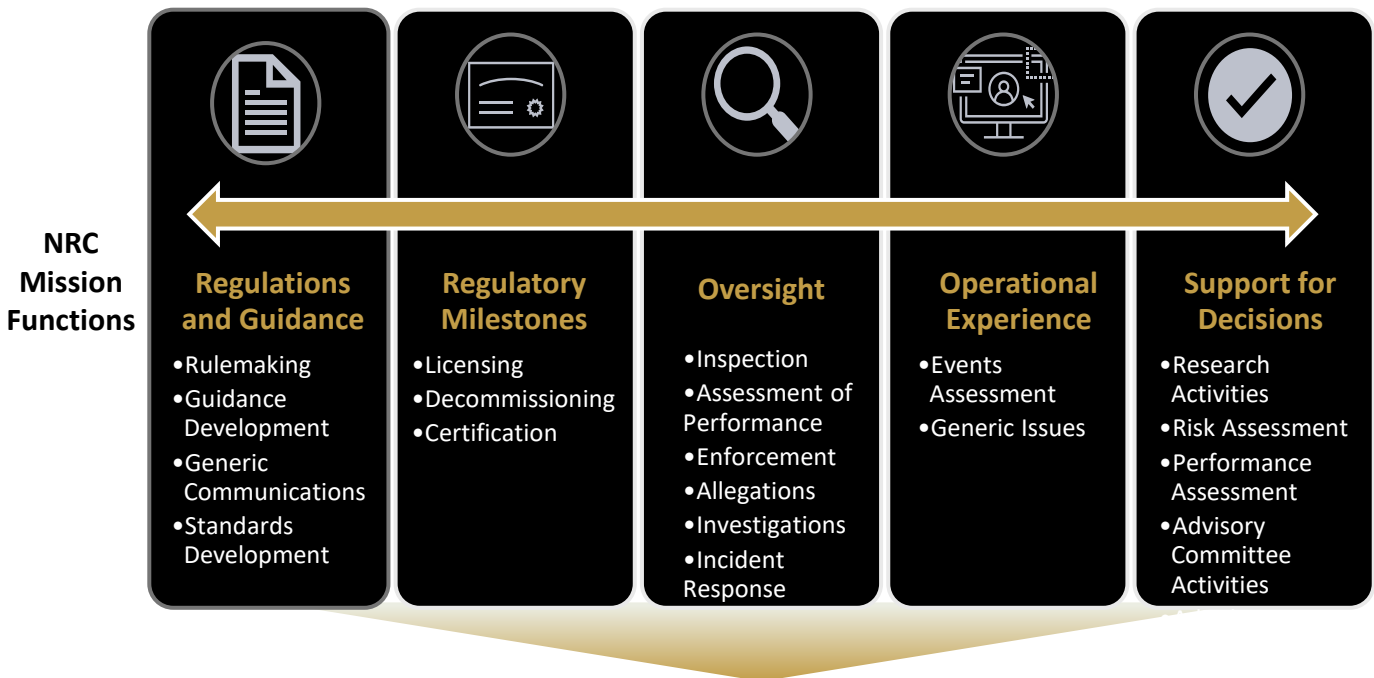 NRC
Mission
Functions
Regulations
and Guidance
•Rulemaking
•Guidance
Development
•Generic
Communications
•Standards
Development
Regulatory
Milestones
•Licensing
•Decommissioning
•Certification
Oversight
•Inspection
•Assessment of
Performance
•Enforcement
•Allegations
•Investigations
•Incident
Response
Operational
Experience
•Events
Assessment
•Generic Issues
Support for
Decisions
•Research
Activities
•Risk Assessment
•Performance
Assessment
•Advisory
Committee
Activities